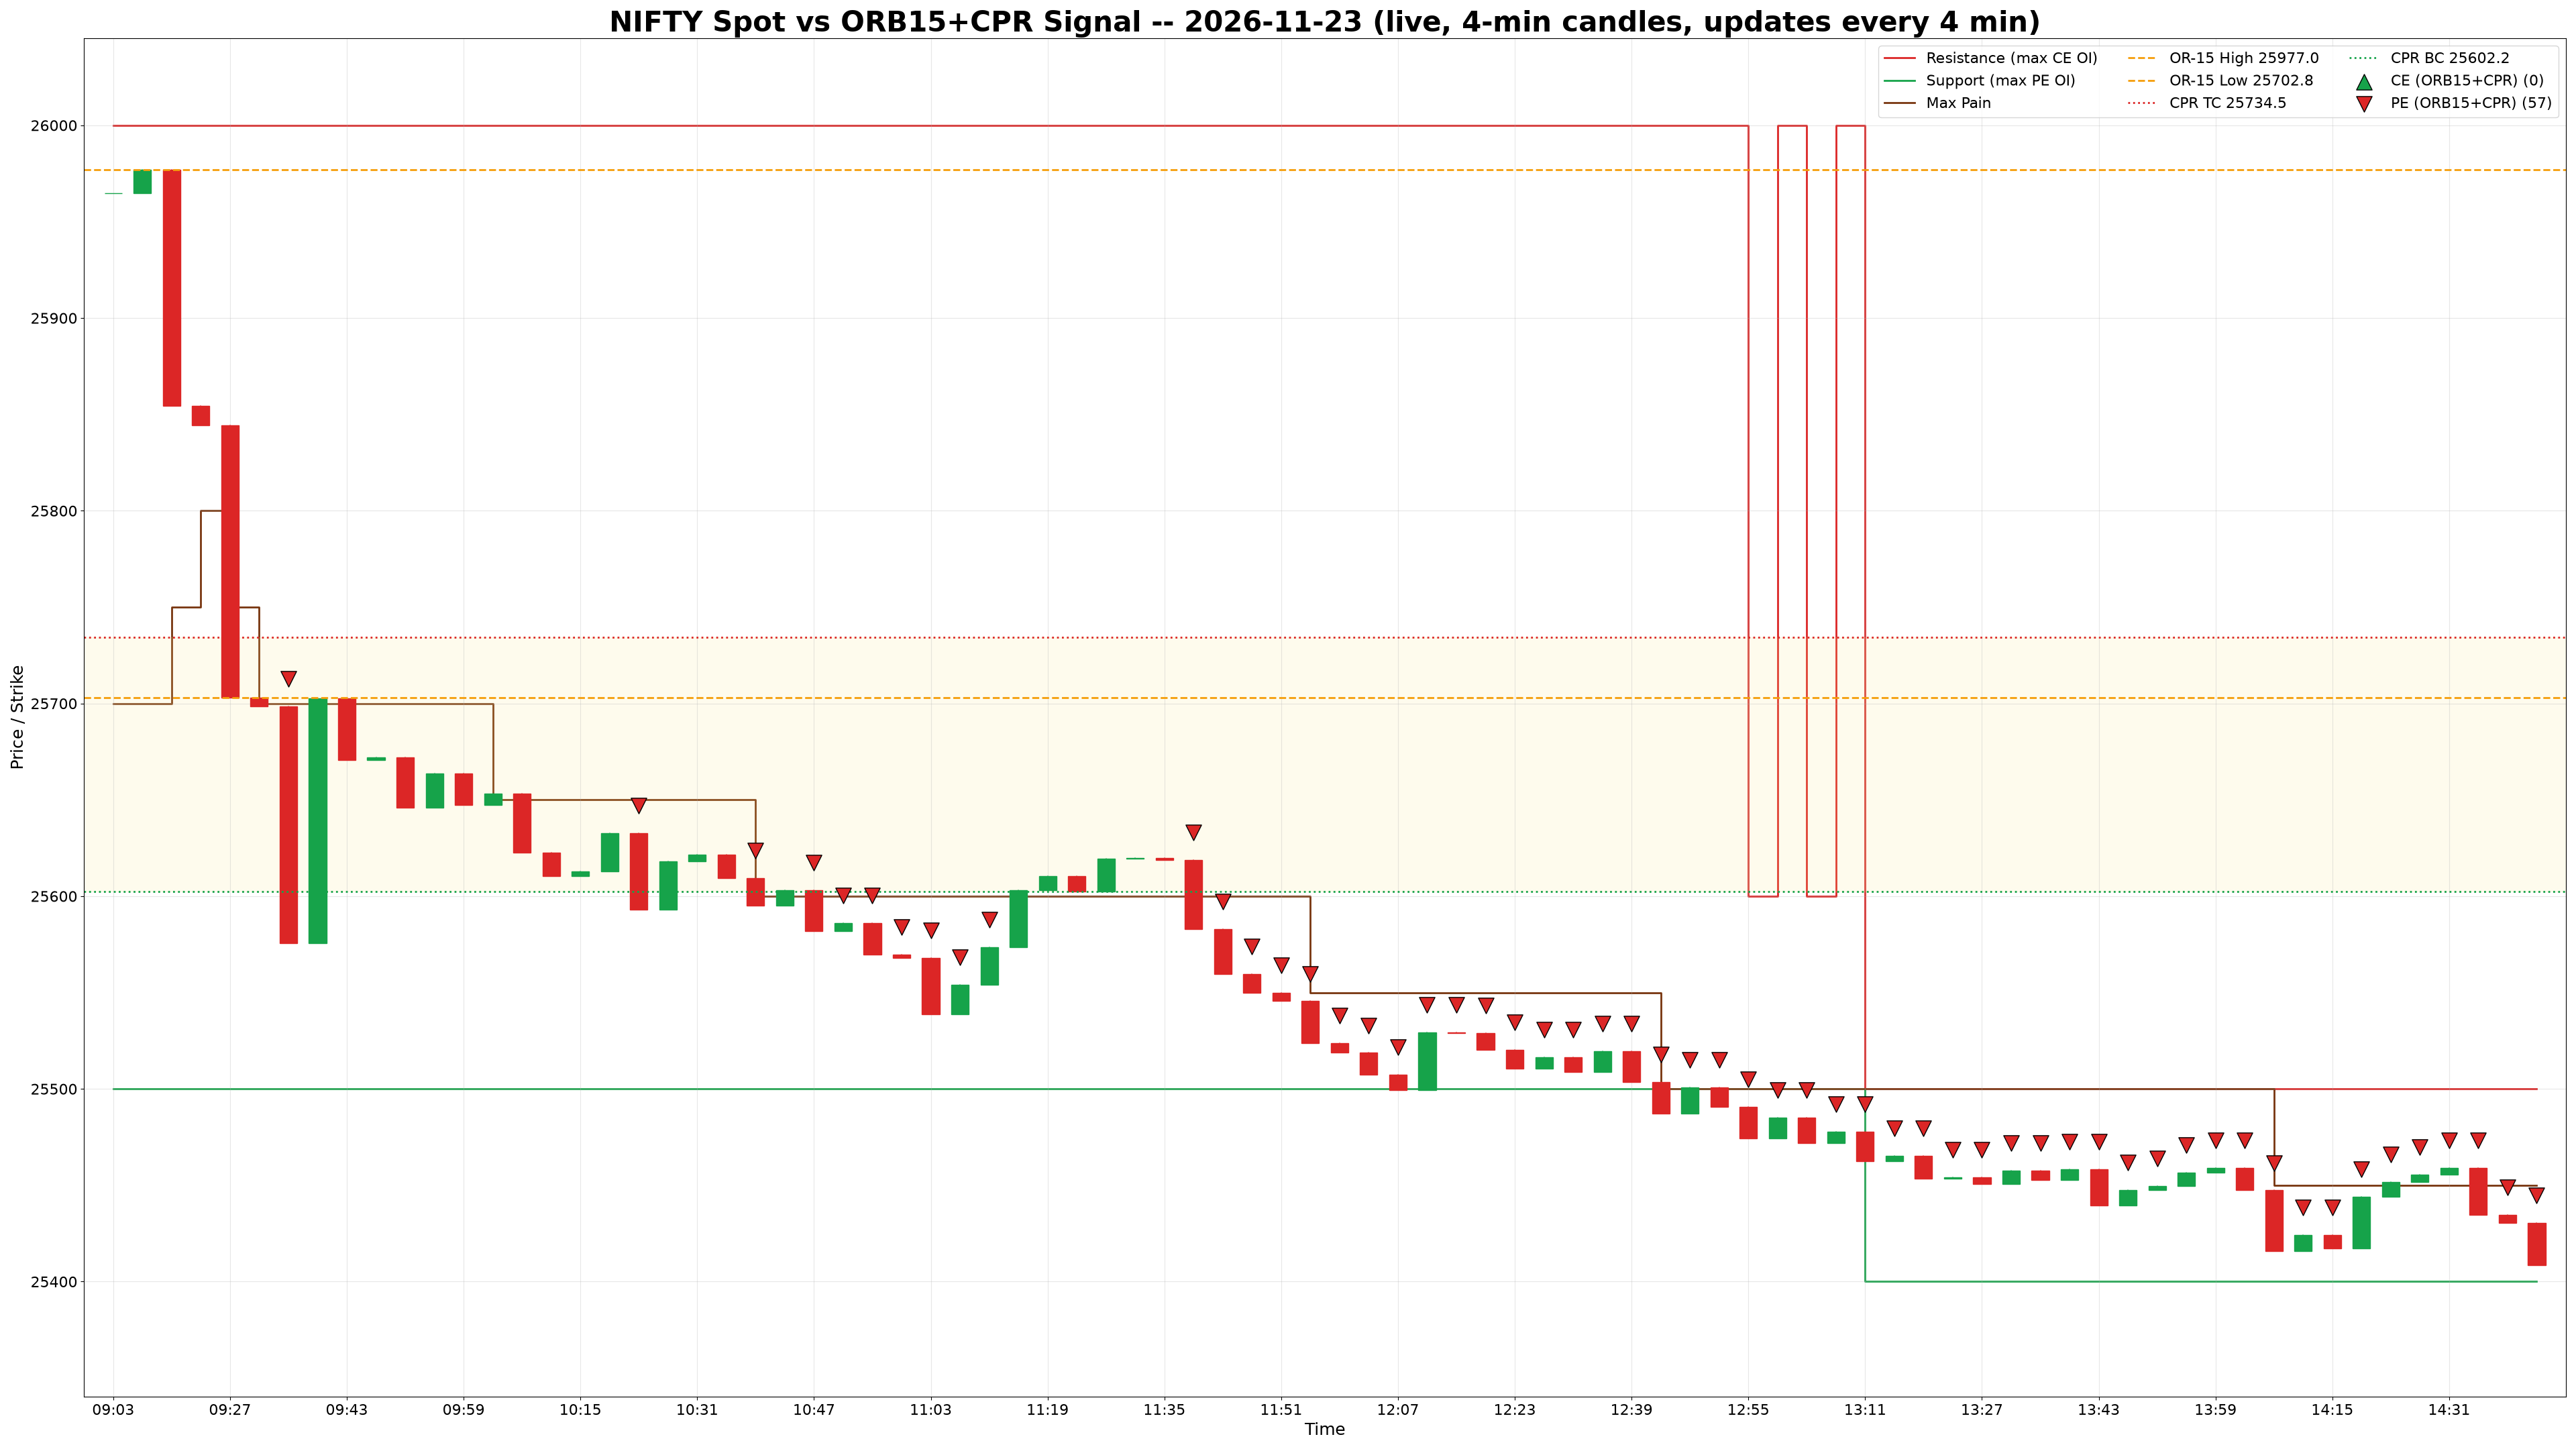 NIFTY Spot vs ORB15+CPR Signal -- 2026-11-23 (live, 4-min candles, updates every 4 min)
Resistance (max CE OI)
Support (max PE OI)
Max Pain
OR-15 High 25977.0
OR-15 Low 25702.8
CPR TC 25734.5
CPR BC 25602.2
CE (ORB15+CPR) (0)
PE (ORB15+CPR) (57)
Price / Strike
26000
25900
25800
25700
25600
25500
25400
09:03 09:27 09:43 09:59 10:15 10:31 10:47 11:03 11:19 11:35 11:51 12:07 12:23 12:39 12:55 13:11 13:27 13:43 13:59 14:15 14:31
Time